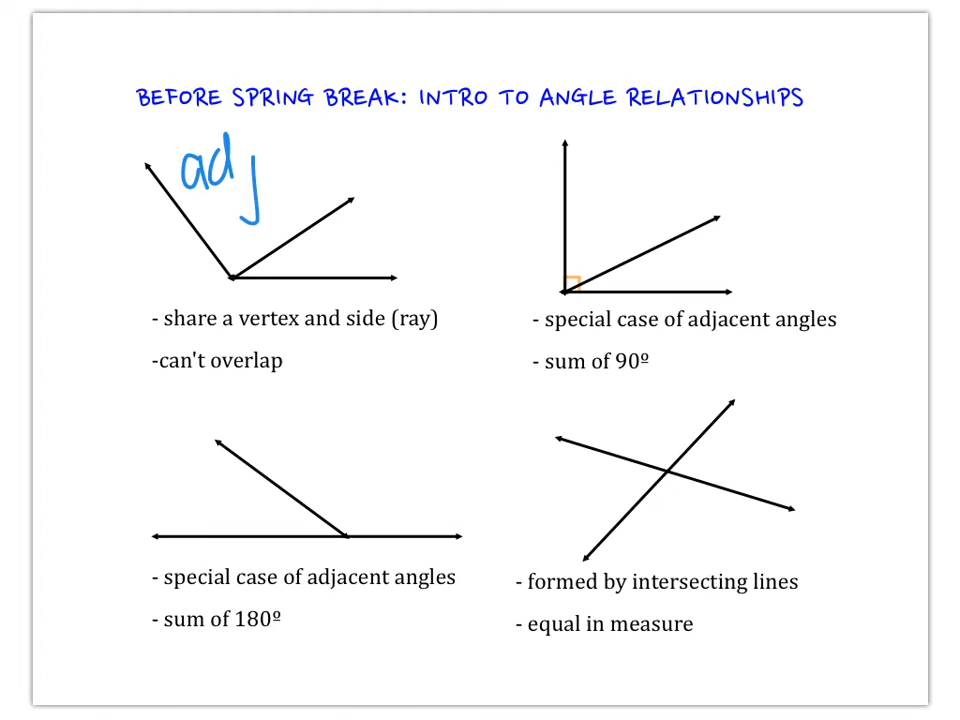 BEFORE SPRING BREAK: INTRO TO ANGLE RELATIONSHIPS
adj
- share a vertex and side (ray)
-can't overlap
- special case of adjacent angles
- sum of 90º
- special case of adjacent angles
- sum of 180º
- formed by intersecting lines
- equal in measure